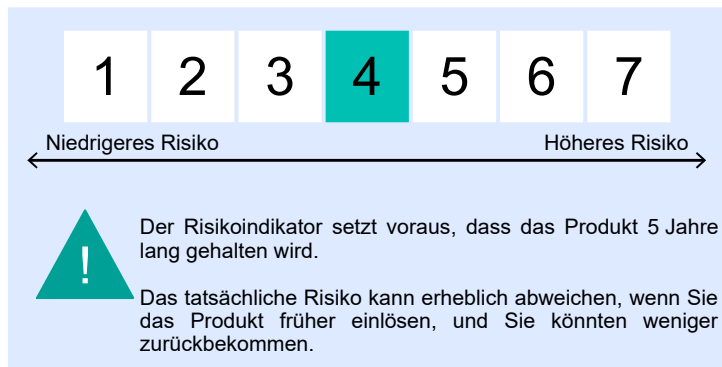 1 2 3 4 5 6 7
Niedrigeres Risiko Höheres Risiko
Der Risikoindikator setzt voraus, dass das Produkt 5 Jahre
lang gehalten wird.
!
Das tatsächliche Risiko kann erheblich abweichen, wenn Sie
das Produkt früher einlösen, und Sie könnten weniger
zurückbekommen.